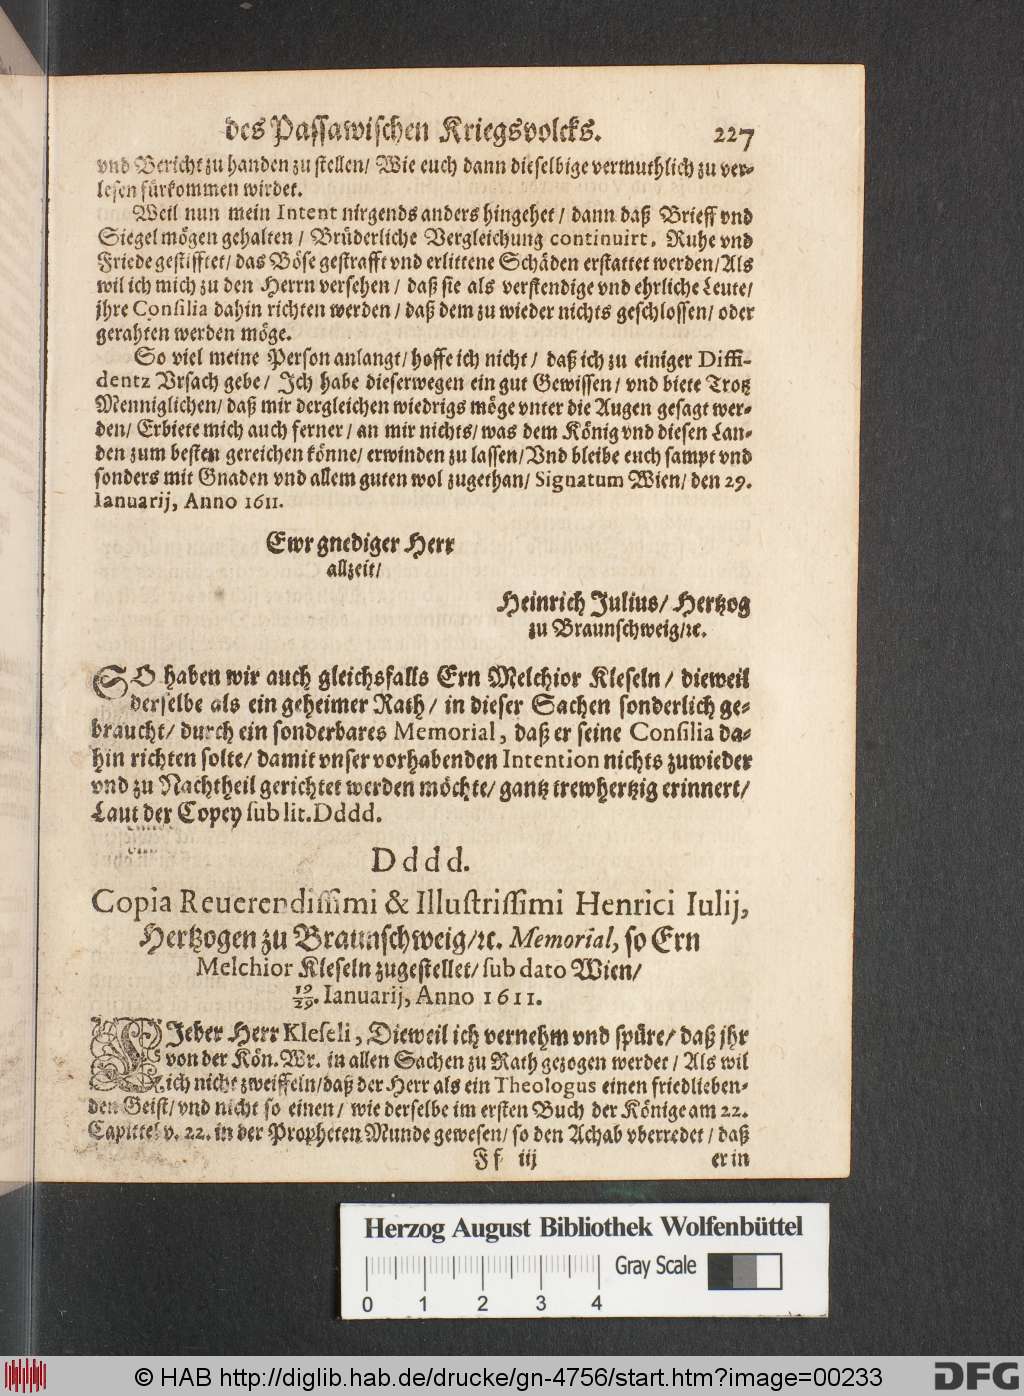 des Passawischen Kriegsvolcks. 227
vnd Bericht zu handen zu stellen/ Wie euch dann dieselbige vermuthlich zu ver-
lesen fürkommen wirdet.
Weil nun mein Intent nirgends anders hingehet / dann daß Brieff vnd
Siegel mögen gehalten / Brüderliche Vergleichung continuirt, Ruhe vnd
Friede gestifftet/ das Böse gestrafft vnd erlittene Schäden erstattet werden/ Als
wil ich mich zu den Herrn versehen / daß sie als verstendige vnd ehrliche Leute/
jhre Consilia dahin richten werden / daß dem zu wieder nichts geschlossen/ oder
gerahten werden möge.
So viel meine Person anlangt/ hoffe ich nicht / daß ich zu einiger Diffi-
dentz Vrsach gebe / Ich habe dieserwegen ein gut Gewissen/ vnd biete Trotz
Menniglichen/ daß mir dergleichen wiedrigs möge vnter die Augen gesagt wer-
den/ Erbiete mich auch ferner / an mir nichts/ was dem König vnd diesen Lan-
den zum besten gereichen könne/ erwinden zu lassen/ Vnd bleibe euch sampt vnd
sonders mit Gnaden vnd allem guten wol zugethan/ Signatum Wien/ den 29.
Ianuarij, Anno 1611.
Ewr gnediger Herr
allzeit/
Heinrich Julius/ Hertzog
zu Braunschweig/ꝛc.
SO haben wir auch gleichsfalls Ern Melchior Kleseln / dieweil
derselbe als ein geheimer Rath / in dieser Sachen sonderlich ge-
braucht/ durch ein sonderbares Memorial, daß er seine Consilia da-
hin richten solte/ damit vnser vorhabenden Intention nichts zuwieder
vnd zu Nachtheil gerichtet werden möchte/ gantz trewhertzig erinnert/
Laut der Copey sub lit. Dddd.
Dddd.
Copia Reuerendissimi & Illustrissimi Henrici Iulij,
Hertzogen zu Braunschweig/ꝛc. Memorial, so Ern
Melchior Kleseln zugestellet/ sub dato Wien/
19/29. Ianuarij, Anno 1611.
LJeber Herr Kleseli, Dieweil ich vernehm vnd spüre/ daß jhr
von der Kön. Wr. in allen Sachen zu Rath gezogen werdet / Als wil
ich nicht zweiffeln/ daß der Herr als ein Theologus einen friedlieben-
den Geist/ vnd nicht so einen / wie derselbe im ersten Buch der Könige am 22.
Capittel v. 22. in der Propheten Munde gewesen/ so den Achab vberredet / daß
Ff iij er in
Herzog August Bibliothek Wolfenbüttel
Gray Scale
0 1 2 3 4
© HAB http://diglib.hab.de/drucke/gn-4756/start.htm?image=00233
DFG